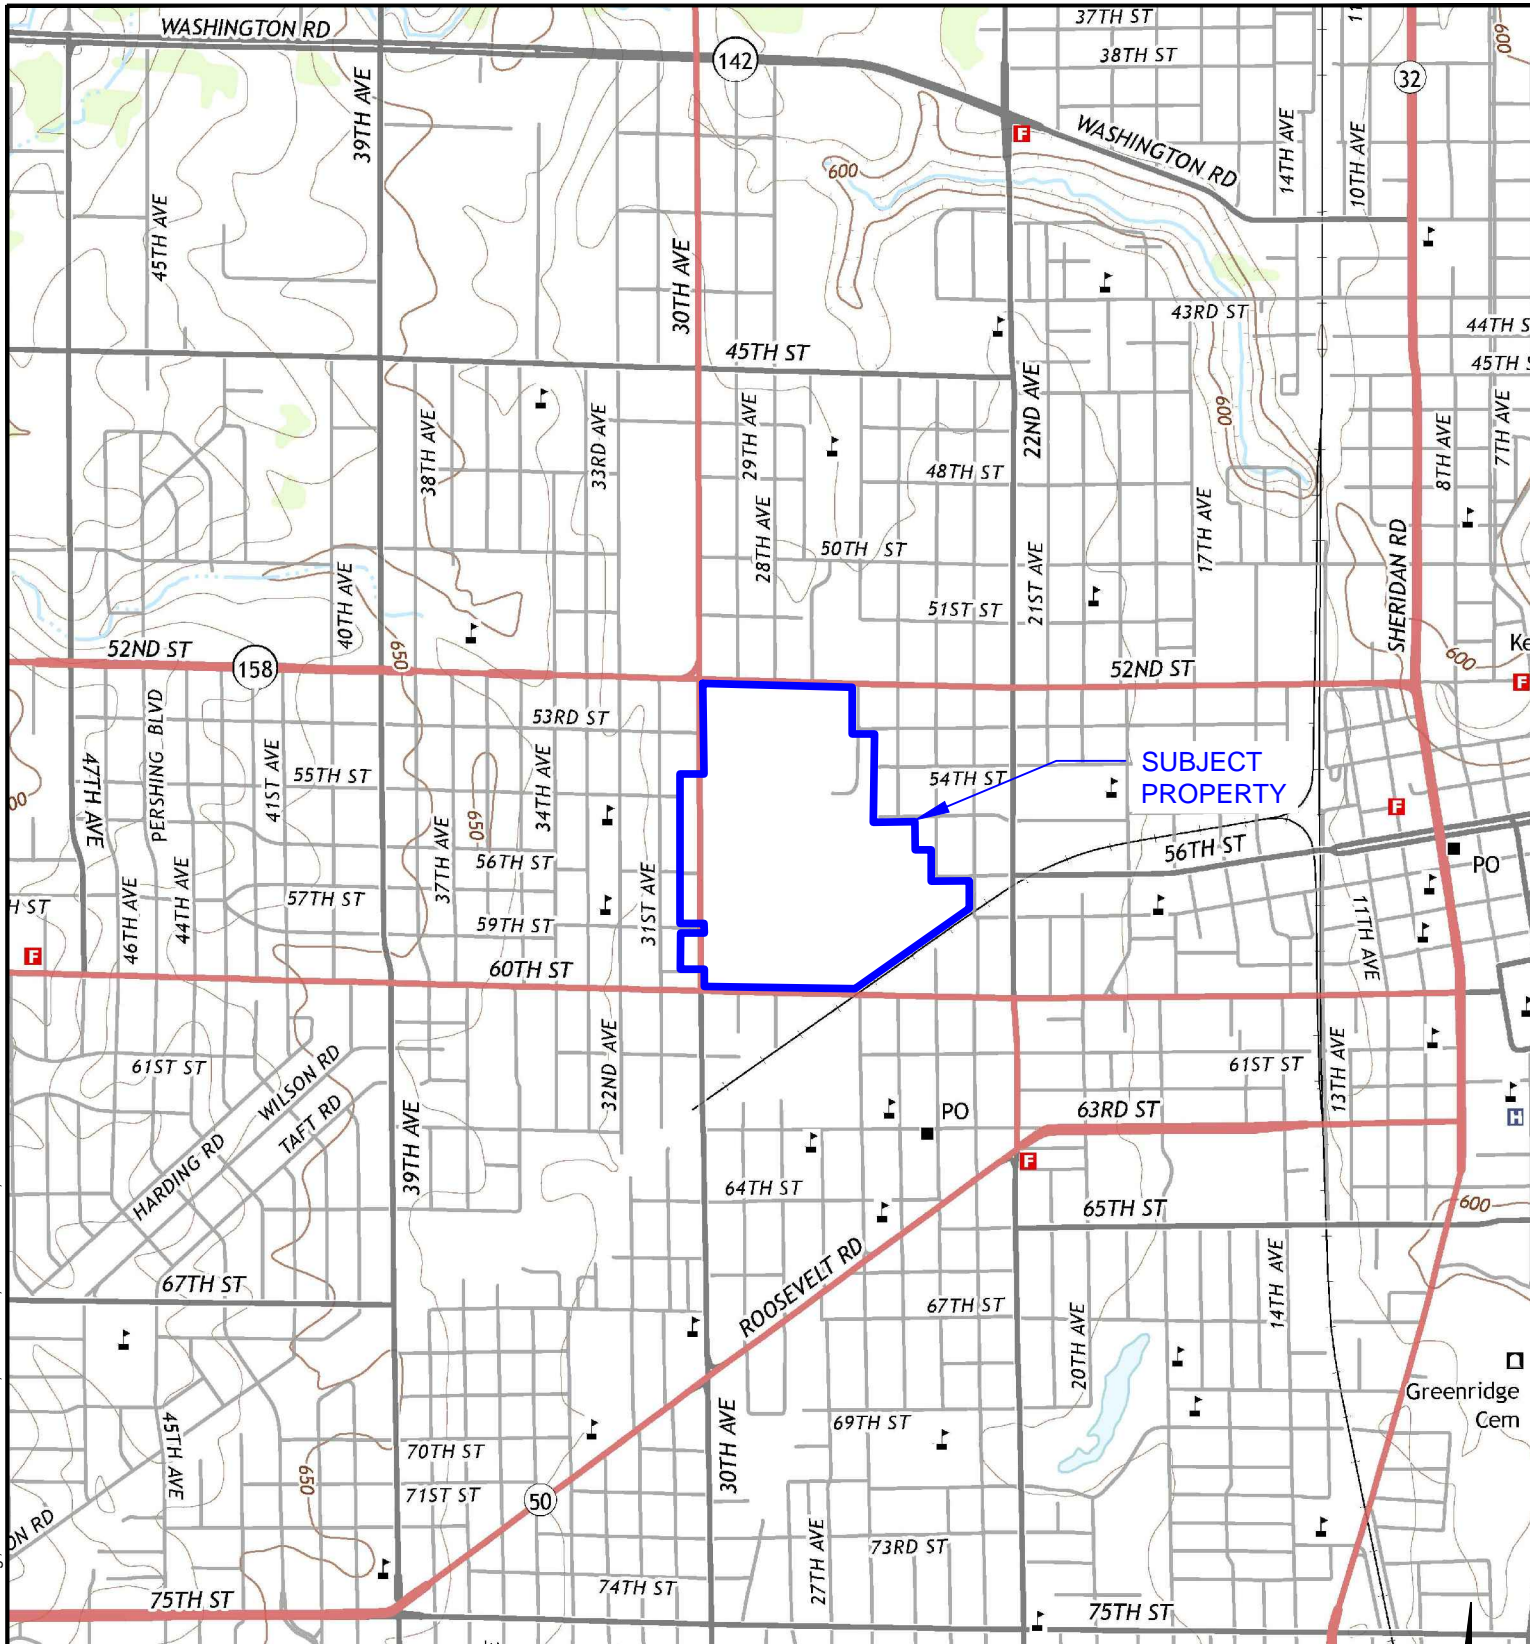 37TH ST
WASHINGTON RD
38TH ST
142
32
600
39TH AVE
WASHINGTON RD
14TH AVE
10TH AVE
600
45TH AVE
30TH AVE
43RD ST
44TH S
45TH ST
45TH S
22ND AVE
38TH AVE
33RD AVE
29TH AVE
600
8TH AVE
7TH AVE
48TH ST
28TH AVE
17TH AVE
50TH ST
SHERIDAN RD
40TH AVE
21ST AVE
51ST ST
52ND ST
650
158
52ND ST
600
Ke
PERSHING BLVD
53RD ST
47TH AVE
41ST AVE
55TH ST
34TH AVE
54TH ST
SUBJECT
PROPERTY
00
650
37TH AVE
56TH ST
56TH ST
PO
46TH AVE
44TH AVE
57TH ST
31ST AVE
H ST
59TH ST
11TH AVE
60TH ST
32ND AVE
61ST ST
WILSON RD
61ST ST
13TH AVE
TAFT RD
39TH AVE
PO
63RD ST
H
HARDING RD
64TH ST
65TH ST
600
ROOSEVELT RD
67TH ST
67TH ST
14TH AVE
20TH AVE
Greenridge
Cem
45TH AVE
30TH AVE
69TH ST
70TH ST
650
71ST ST
50
ON RD
27TH AVE
73RD ST
74TH ST
75TH ST
75TH ST
F
F
F
F
F